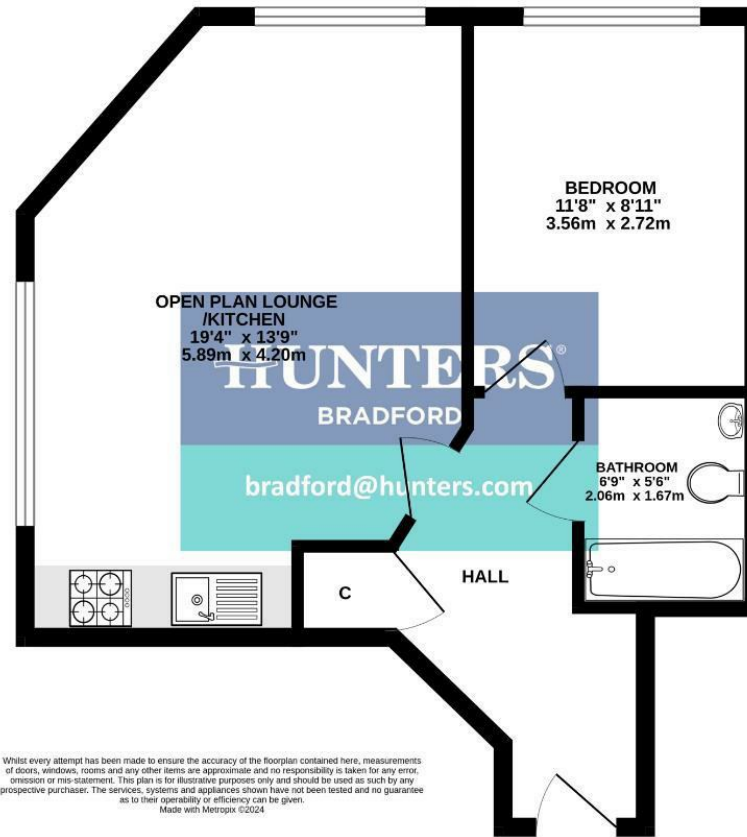 BEDROOM
11'8" x 8'11"
3.56m x 2.72m
OPEN PLAN LOUNGE
/KITCHEN
19'4" x 13'9"
5.89m x 4.20m
HUNTERS®
BRADFORD
bradford@hunters.com
BATHROOM
6'9" x 5'6"
2.06m x 1.67m
C
HALL
Whilst every attempt has been made to ensure the accuracy of the floorplan contained here, measurements
of doors, windows, rooms and any other items are approximate and no responsibility is taken for any error,
omission or mis-statement. This plan is for illustrative purposes only and should be used as such by any
prospective purchaser. The services, systems and appliances shown have not been tested and no guarantee
as to their operability or efficiency can be given.
Made with Metropix ©2024